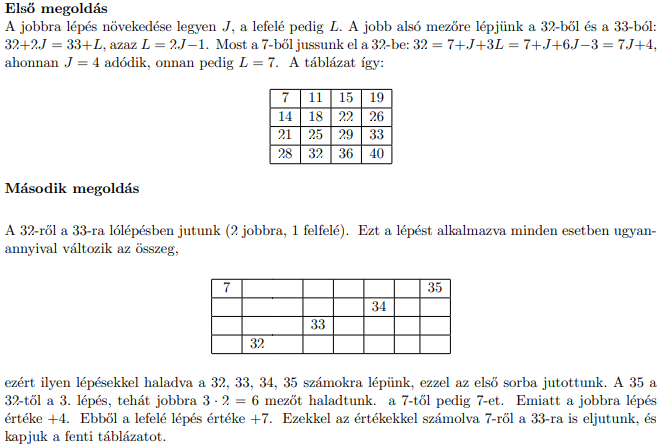 Első megoldás
A jobbra lépés növekedése legyen J, a lefelé pedig L. A jobb alsó mezőre lépjünk a 32-ből és a 33-ból:
32+2J = 33+L, azaz L = 2J−1. Most a 7-ből jussunk el a 32-be: 32 = 7+J+3L = 7+J+6J−3 = 7J+4,
ahonnan J = 4 adódik, onnan pedig L = 7. A táblázat így:
7 11 15 19
14 18 22 26
21 25 29 33
28 32 36 40
Második megoldás
A 32-ről a 33-ra lólépésben jutunk (2 jobbra, 1 felfelé). Ezt a lépést alkalmazva minden esetben ugyan-
annyival változik az összeg,
7 35
34
33
32
ezért ilyen lépésekkel haladva a 32, 33, 34, 35 számokra lépünk, ezzel az első sorba jutottunk. A 35 a
32-től a 3. lépés, tehát jobbra 3 · 2 = 6 mezőt haladtunk. a 7-től pedig 7-et. Emiatt a jobbra lépés
értéke +4. Ebből a lefelé lépés értéke +7. Ezekkel az értékekkel számolva 7-ről a 33-ra is eljutunk, és
kapjuk a fenti táblázatot.